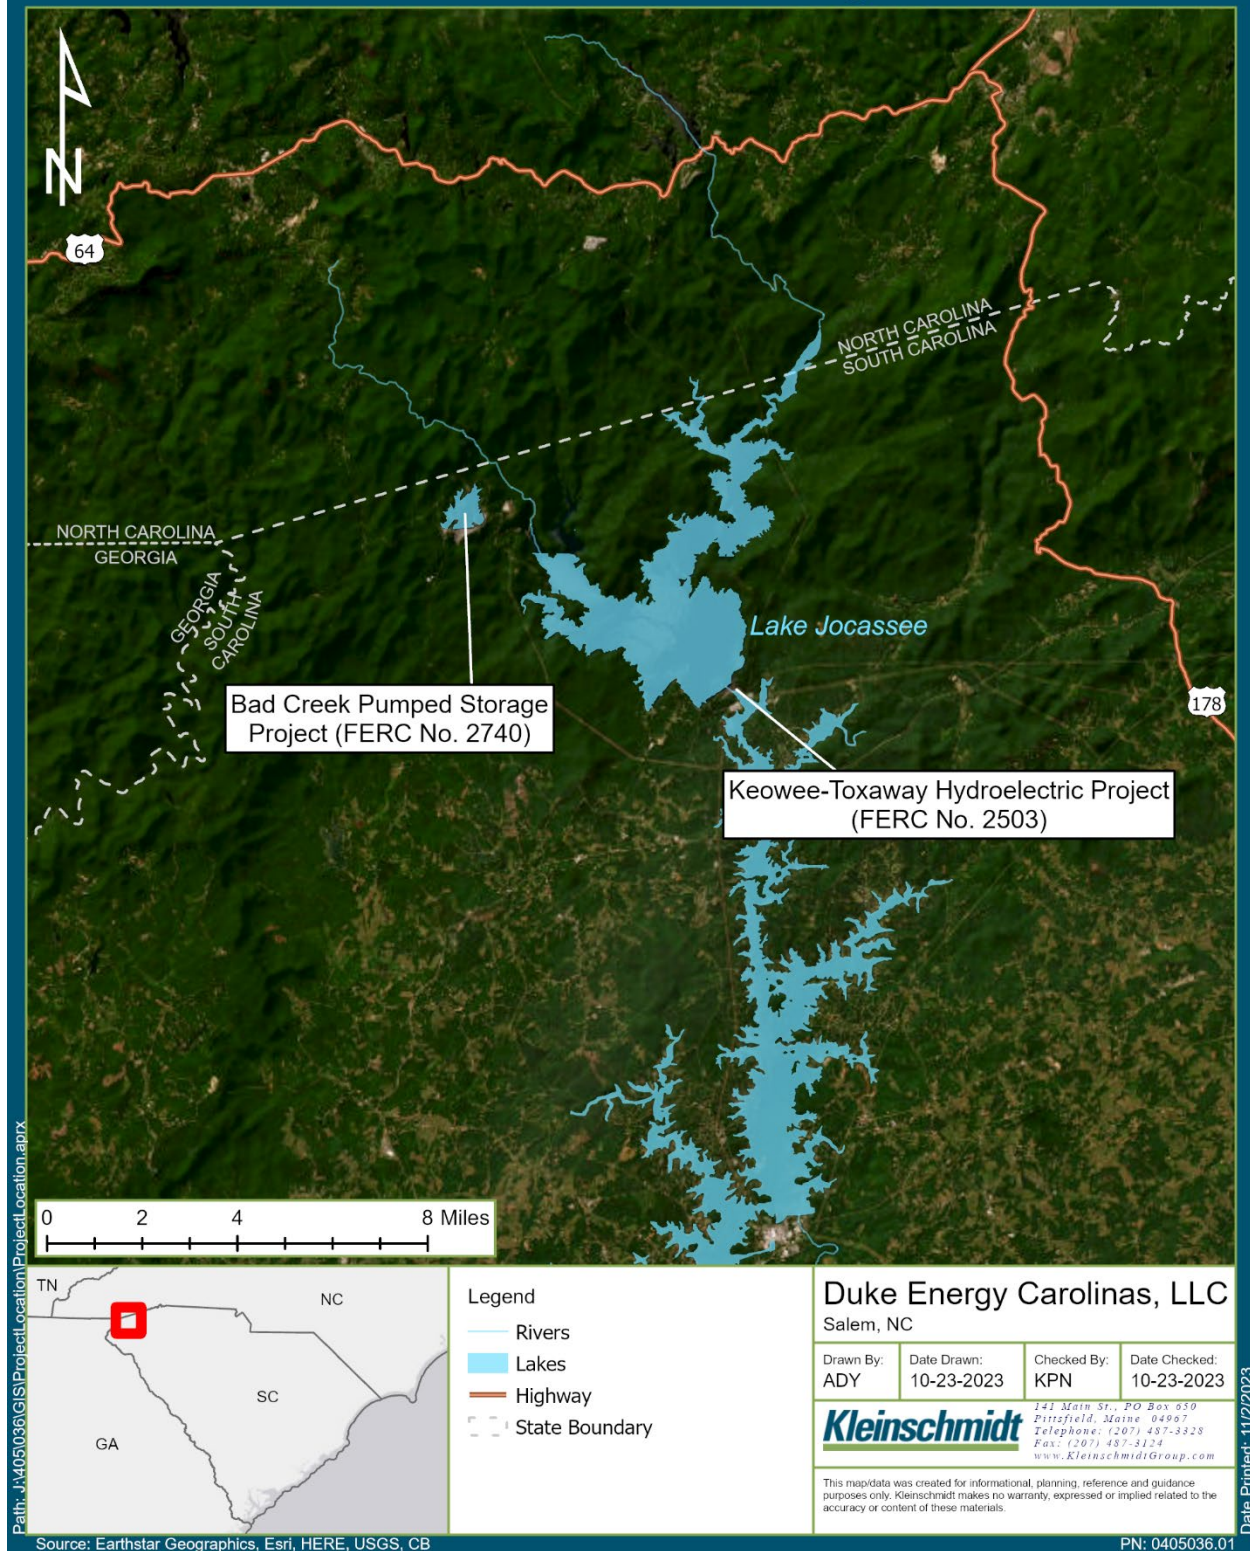 N
64
NORTH CAROLINA
SOUTH CAROLINA
NORTH CAROLINA
GEORGIA
GEORGIA
SOUTH
CAROLINA
Lake Jocassee
Bad Creek Pumped Storage
Project (FERC No. 2740)
178
Keowee-Toxaway Hydroelectric Project
(FERC No. 2503)
0 2 4 8 Miles
Path: J:\405\036\GIS\ProjectLocation\ProjectLocation.aprx
TN
NC
SC
GA
Legend
Rivers
Lakes
Highway
State Boundary
Duke Energy Carolinas, LLC
Salem, NC
Drawn By: Date Drawn: Checked By: Date Checked:
ADY 10-23-2023 KPN 10-23-2023
Kleinschmidt
141 Main St., PO Box 650
Pittsfield, Maine 04967
Telephone: (207) 487-3328
Fax: (207) 487-3124
www.KleinschmidtGroup.com
This map/data was created for informational, planning, reference and guidance
purposes only. Kleinschmidt makes no warranty, expressed or implied related to the
accuracy or content of these materials.
Date Printed: 11/2/2023
Source: Earthstar Geographics, Esri, HERE, USGS, CB
PN: 0405036.01